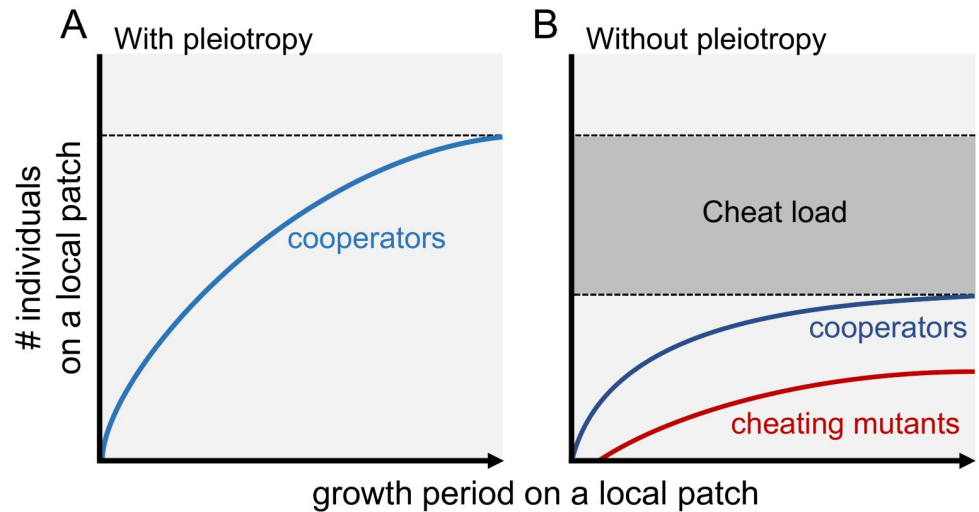 A
With pleiotropy
B
Without pleiotropy
# individuals
on a local patch
cooperators
Cheat load
cooperators
cheating mutants
growth period on a local patch